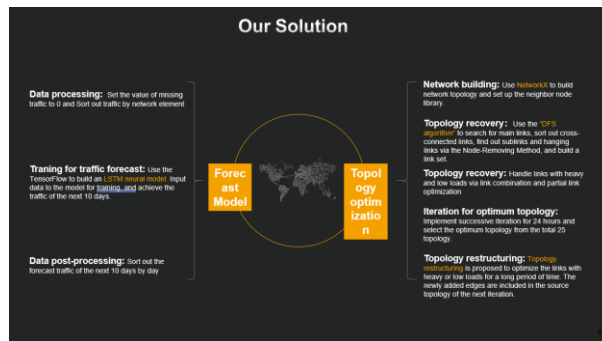 Our Solution
Data processing: Set the value of missing
traffic to 0 and Sort out traffic by network element
Traning for traffic forecast: Use the
TensorFlow to build an LSTM neural model. Input
data to the model for training, and achieve the
traffic of the next 10 days.
Data post-processing: Sort out the
forecast traffic of the next 10 days by day
Forec
ast
Model
Topol
ogy
optim
izatio
n
Network building: Use NetworkX to build
network topology and set up the neighbor node
library.
Topology recovery: Use the "DFS
algorithm" to search for main links, sort out cross-
connected links, find out sublinks and hanging
links via the Node-Removing Method, and build a
link set.
Topology recovery: Handle links with heavy
and low loads via link combination and partial link
optimization
Iteration for optimum topology:
Implement successive iteration for 24 hours and
select the optimum topology from the total 25
topology.
Topology restructuring: Topology
restructuring is proposed to optimize the links with
heavy or low loads for a long period of time. The
newly added edges are included in the source
topology of the next iteration.